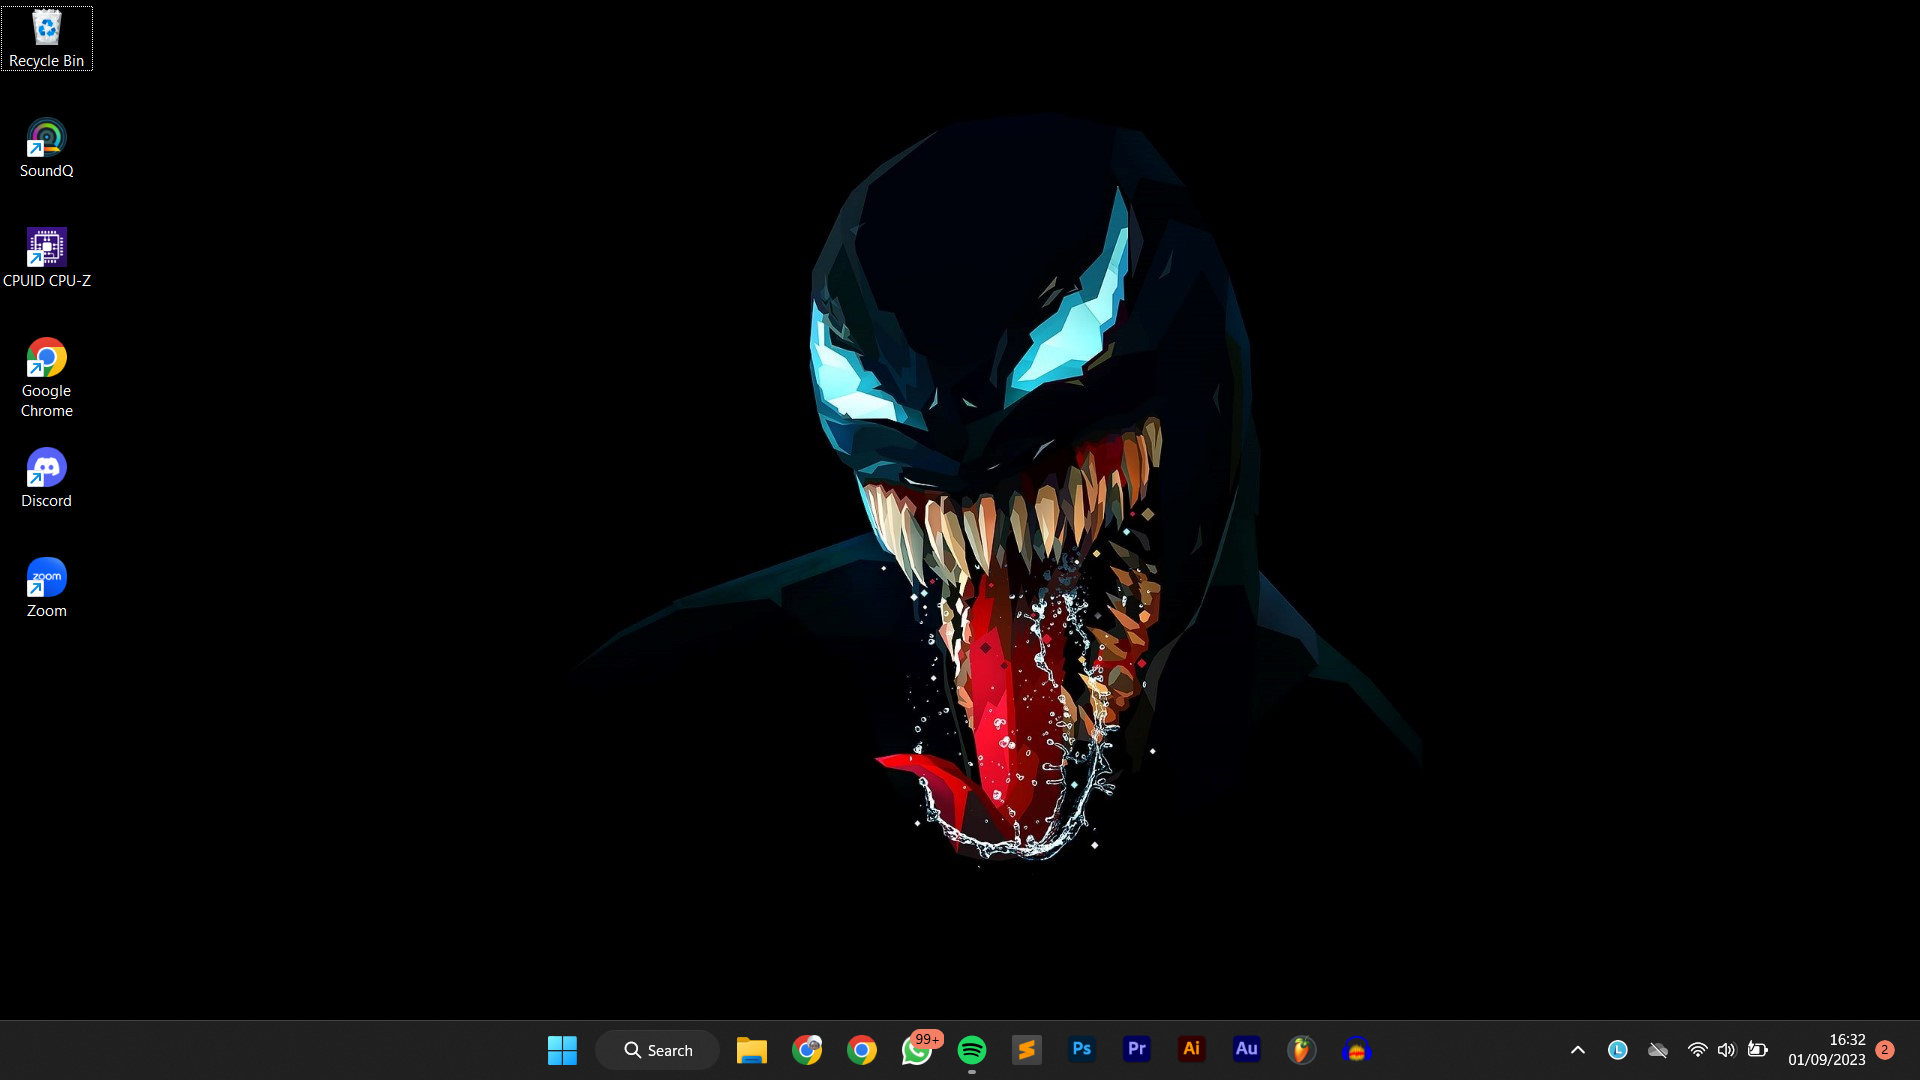 Recycle Bin
SoundQ
CPUID CPU-Z
Google
Chrome
Discord
zoom
Zoom
Search
99+
Ps
Pr
Ai
Au
L
16:32
01/09/2023
2